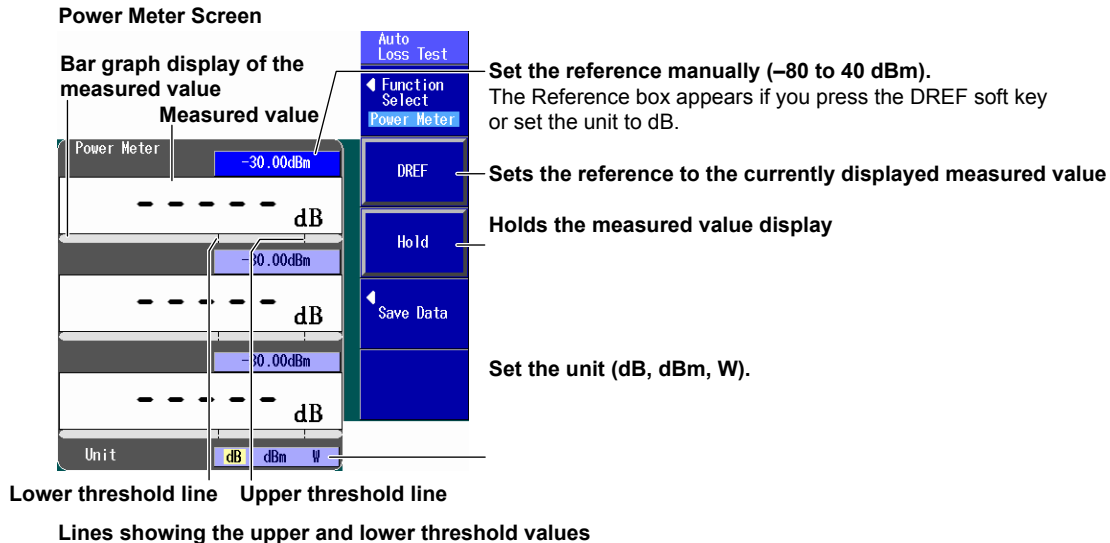 Power Meter Screen
Bar graph display of the
measured value
Measured value
Auto
Loss Test
Function
Select
Power Meter
DREF
Hold
Save Data
Set the reference manually (–80 to 40 dBm).
The Reference box appears if you press the DREF soft key
or set the unit to dB.
Sets the reference to the currently displayed measured value
Holds the measured value display
Set the unit (dB, dBm, W).
Power Meter
-30.00dBm
- - - - - dB
-30.00dBm
- - - - - dB
-30.00dBm
- - - - - dB
Unit dB dBm W
Lower threshold line Upper threshold line
Lines showing the upper and lower threshold values